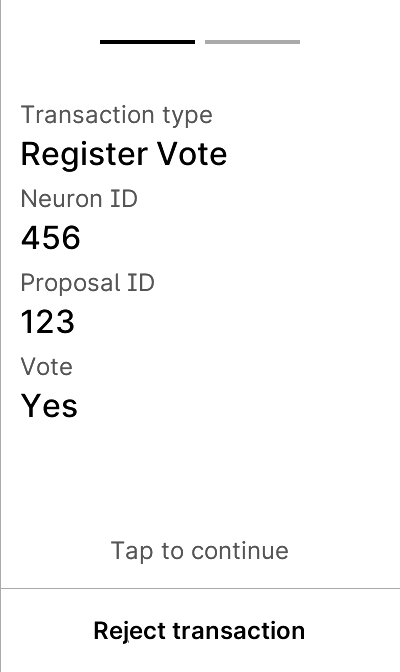 Transaction type
Register Vote
Neuron ID
456
Proposal ID
123
Vote
Yes
Tap to continue
Reject transaction